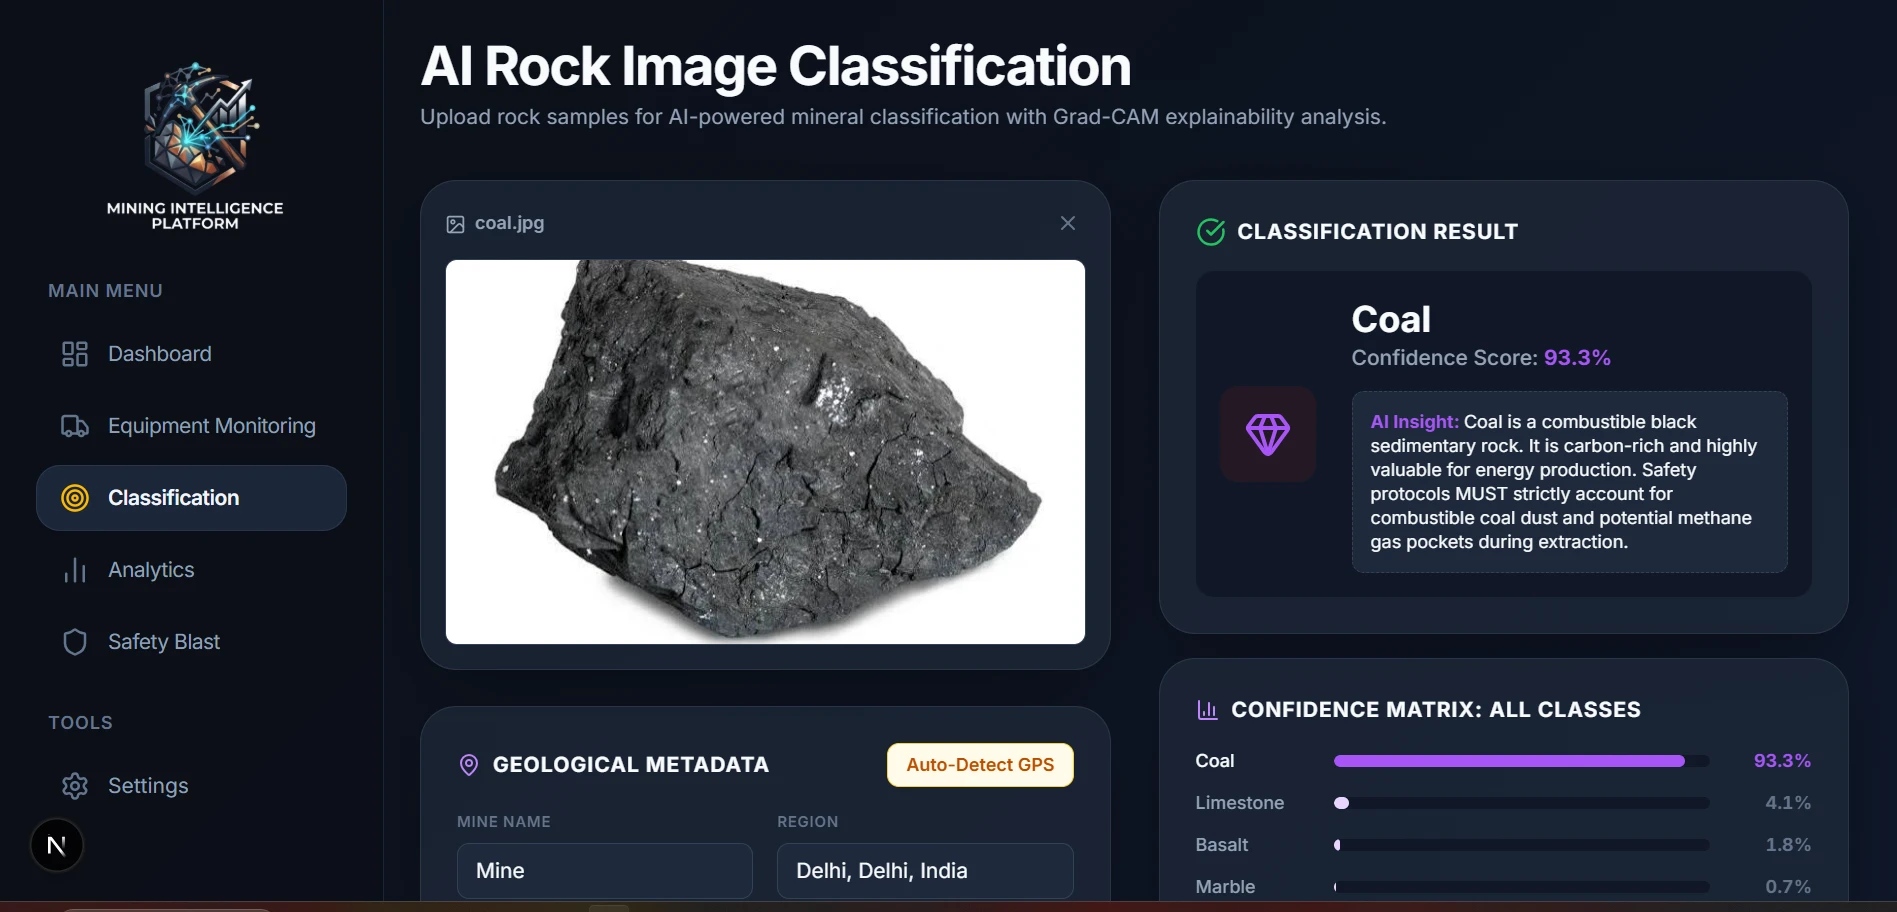 MINING INTELLIGENCE
PLATFORM
MAIN MENU
Dashboard
Equipment Monitoring
Classification
Analytics
Safety Blast
TOOLS
Settings
N
AI Rock Image Classification
Upload rock samples for AI-powered mineral classification with Grad-CAM explainability analysis.
coal.jpg
GEOLOGICAL METADATA
Auto-Detect GPS
MINE NAME
REGION
Mine
Delhi, Delhi, India
CLASSIFICATION RESULT
Coal
Confidence Score: 93.3%
AI Insight: Coal is a combustible black
sedimentary rock. It is carbon-rich and highly
valuable for energy production. Safety
protocols MUST strictly account for
combustible coal dust and potential methane
gas pockets during extraction.
CONFIDENCE MATRIX: ALL CLASSES
Coal 93.3%
Limestone 4.1%
Basalt 1.8%
Marble 0.7%